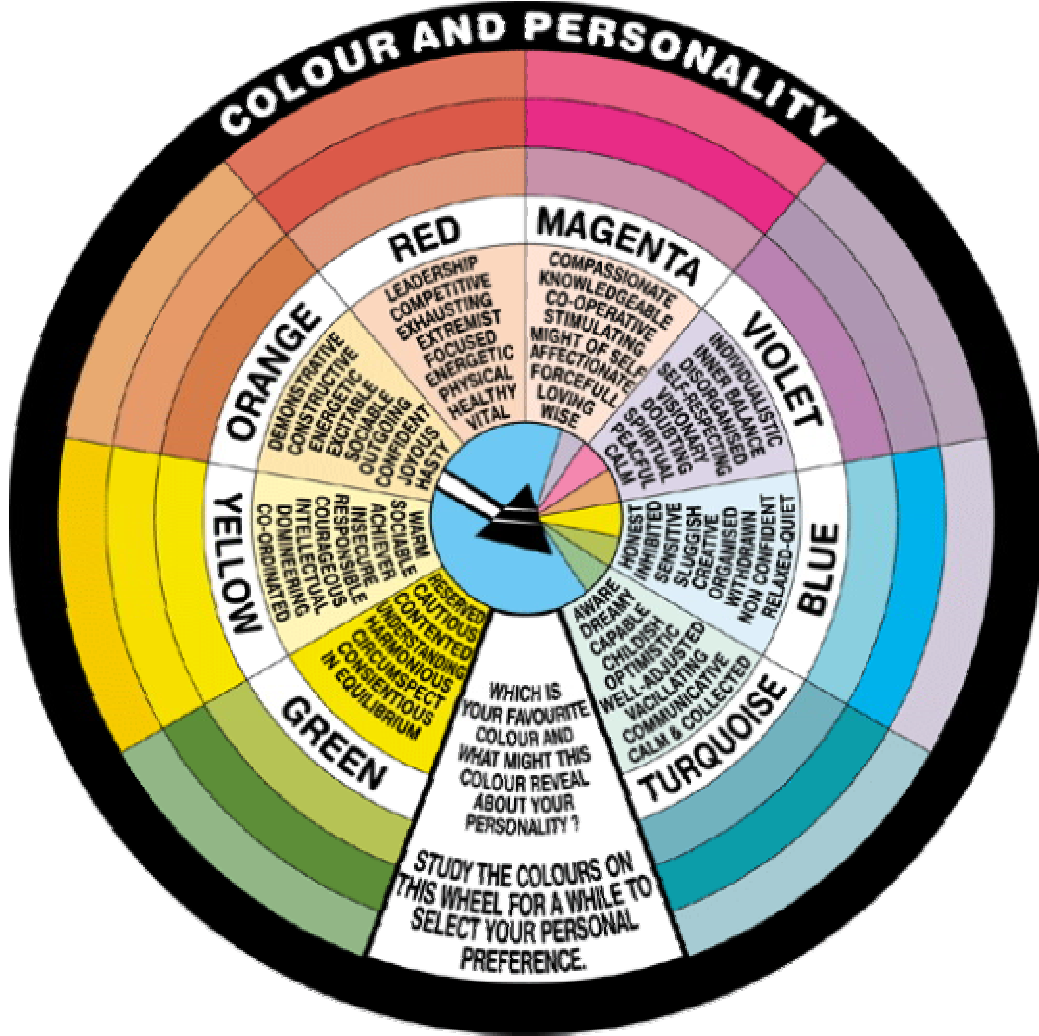 COLOUR AND PERSONALITY
RED
LEADERSHIP
COMPETITIVE
EXHAUSTING
EXTREMIST
FOCUSED
ENERGETIC
PHYSICAL
HEALTHY
VITAL
MAGENTA
COMPASSIONATE
KNOWLEDGEABLE
CO-OPERATIVE
STIMULATING
MIGHT OF SELF
AFFECTIONATE
FORCEFULL
LOVING
WISE
VIOLET
INDIVIDUALISTIC
INNER BALANCE
DISORGANISED
SELF-RESPECTING
VISIONARY
DOUBTING
SPIRITUAL
PEACFUL
CALM
BLUE
HONEST
INHIBITED
SENSITIVE
SLUGGISH
CREATIVE
ORGANISED
WITHDRAWN
NON CONFIDENT
RELAXED-QUIET
TURQUOISE
AWARE
DREAMY
CAPABLE
CHILDISH
OPTIMISTIC
WELL-ADJUSTED
VACILLATING
COMMUNICATIVE
CALM & COLLECTED
GREEN
RESERVED
CAUTIOUS
CONTENTED
UNDERSTANDING
HARMONIOUS
CIRCUMSPECT
CONSIENTIOUS
IN EQUILIBRIUM
YELLOW
WARM
SOCTABLE
ACHIEVER
INSECURE
RESPONSIBLE
COURAGEOUS
INTELLECTUAL
DOMINEERING
CO-ORDINATED
ORANGE
DEMONSTRATIVE
CONSTRUCTIVE
ENERGETIC
EXCITABLE
SOCIABLE
OUTGOING
CONFIDENT
JOYOUS
HASTY
WHICH IS
YOUR FAVOURITE
COLOUR AND
WHAT MIGHT THIS
COLOUR REVEAL
ABOUT YOUR
PERSONALITY ?
STUDY THE COLOURS ON
THIS WHEEL FOR A WHILE TO
SELECT YOUR PERSONAL
PREFERENCE.